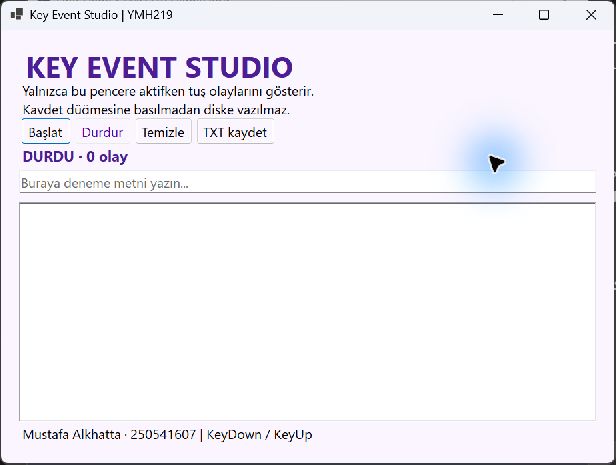 Key Event Studio | YMH219
KEY EVENT STUDIO
Yalnızca bu pencere aktifken tuş olaylarını gösterir.
Kaydet düğmesine basılmadan diske yazılmaz.
Başlat Durdur Temizle TXT kaydet
DURDU · 0 olay
Buraya deneme metni yazın...
Mustafa Alkhatta · 250541607 | KeyDown / KeyUp